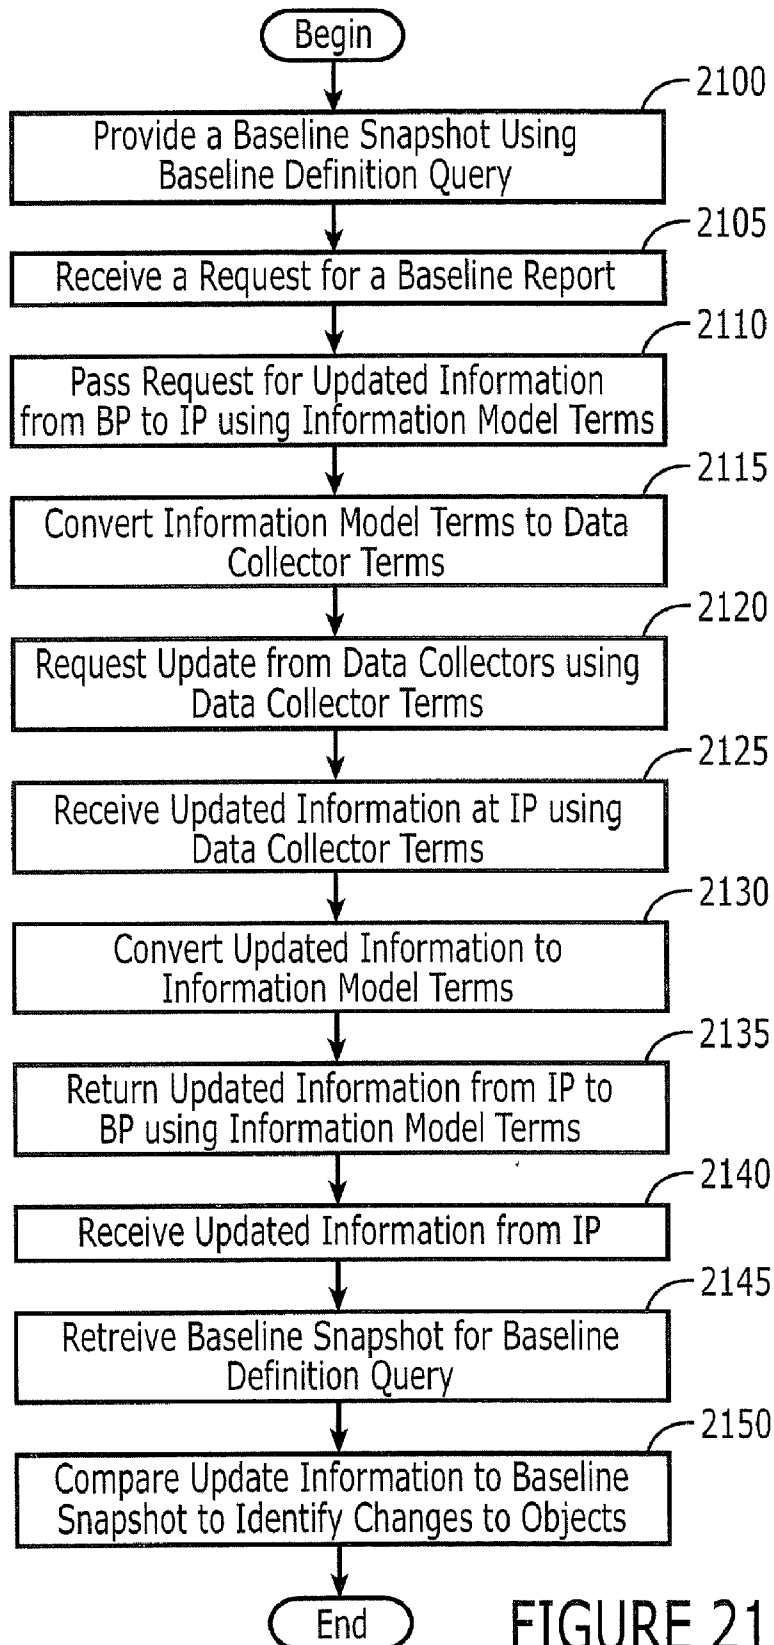 Begin
2100
Provide a Baseline Snapshot Using
Baseline Definition Query
2105
Receive a Request for a Baseline Report
2110
Pass Request for Updated Information
from BP to IP using Information Model Terms
2115
Convert Information Model Terms to Data
Collector Terms
2120
Request Update from Data Collectors using
Data Collector Terms
2125
Receive Updated Information at IP using
Data Collector Terms
2130
Convert Updated Information to
Information Model Terms
2135
Return Updated Information from IP to
BP using Information Model Terms
2140
Receive Updated Information from IP
2145
Retreive Baseline Snapshot for Baseline
Definition Query
2150
Compare Update Information to Baseline
Snapshot to Identify Changes to Objects
End
FIGURE 21